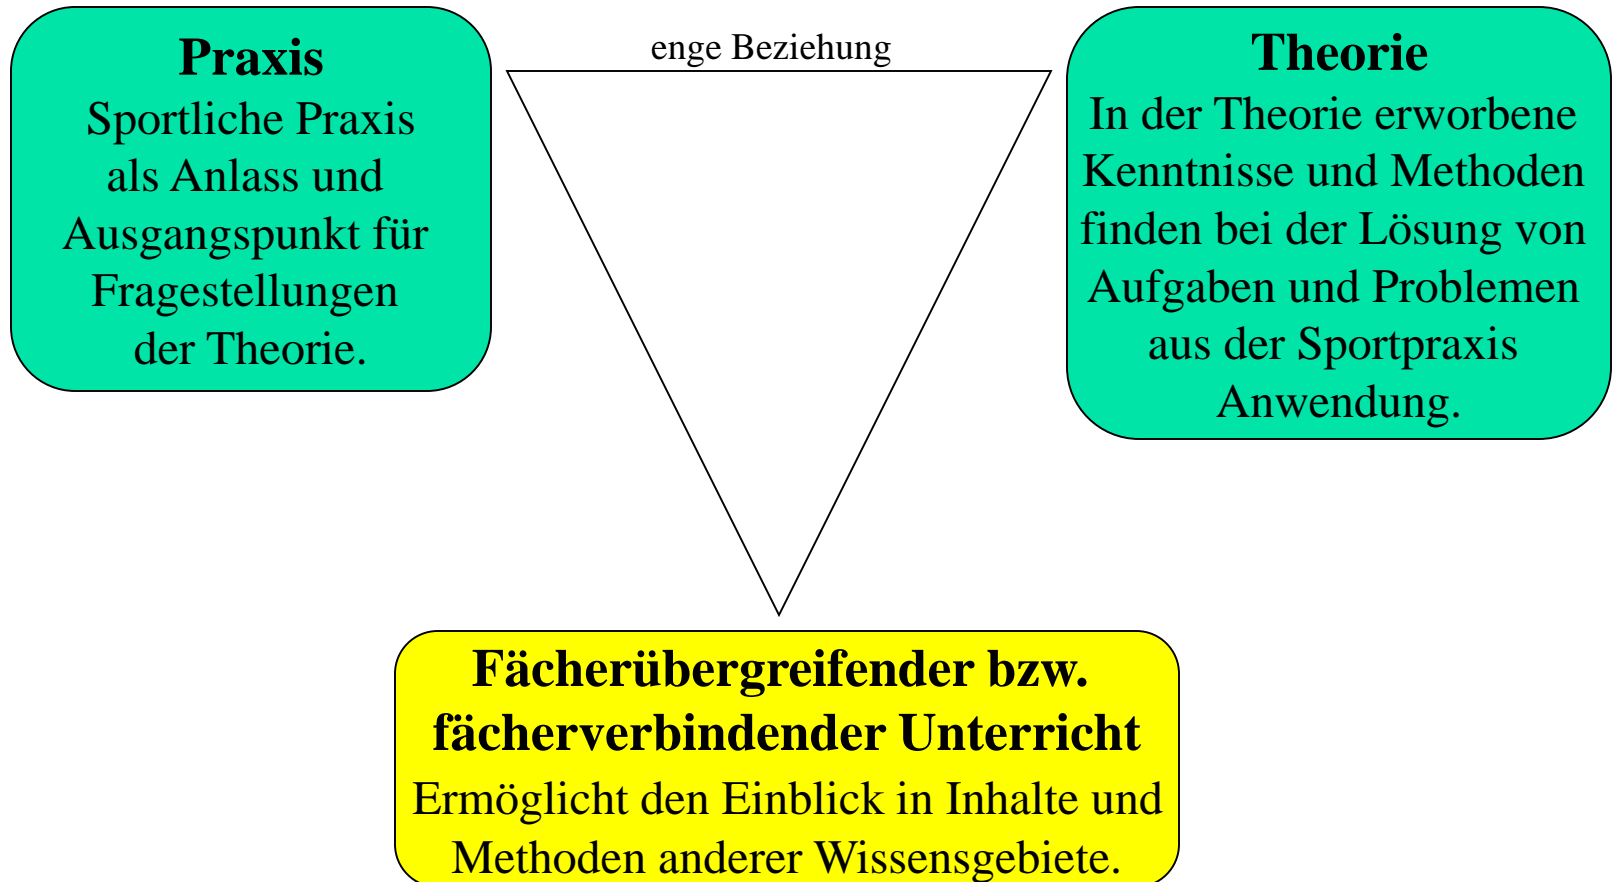 Praxis
Sportliche Praxis
als Anlass und
Ausgangspunkt für
Fragestellungen
der Theorie.
enge Beziehung
Theorie
In der Theorie erworbene
Kenntnisse und Methoden
finden bei der Lösung von
Aufgaben und Problemen
aus der Sportpraxis
Anwendung.
Fächerübergreifender bzw.
fächerverbindender Unterricht
Ermöglicht den Einblick in Inhalte und
Methoden anderer Wissensgebiete.